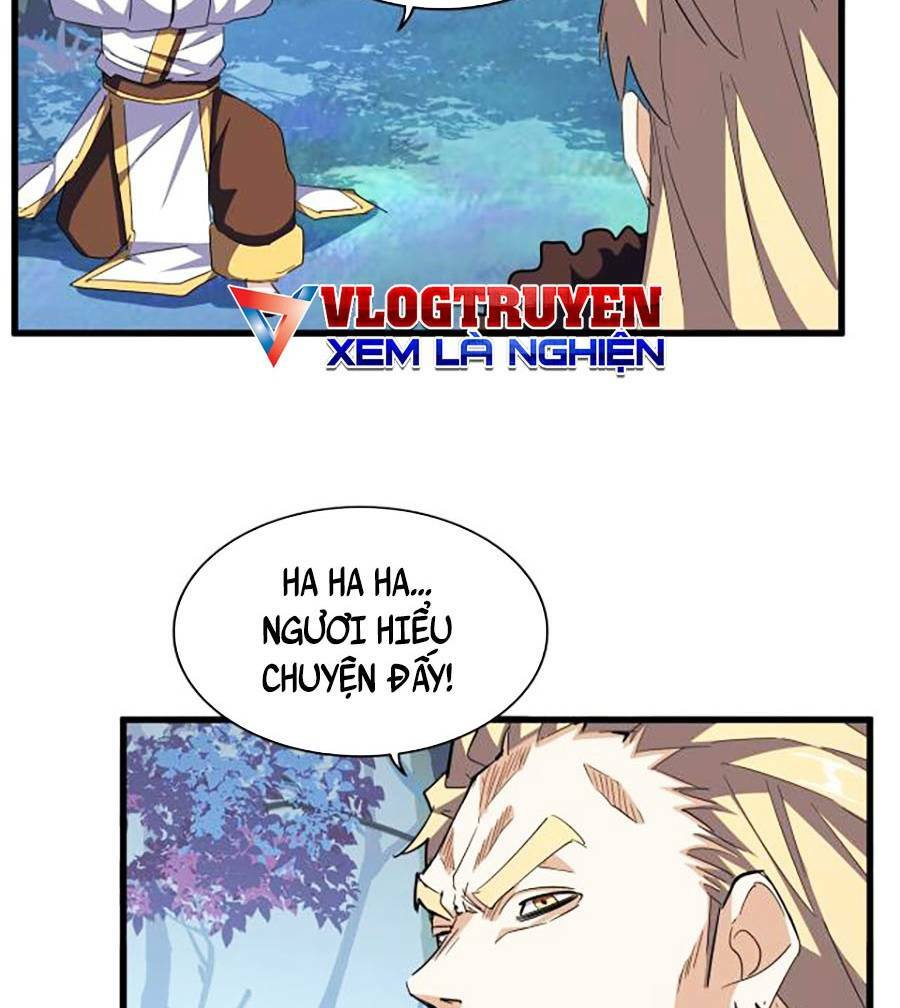 VLOGTRUYEN
XEM LÀ NGHIỆN
HA HA HA...
NGƯƠI HIỂU
CHUYỆN ĐẤY!